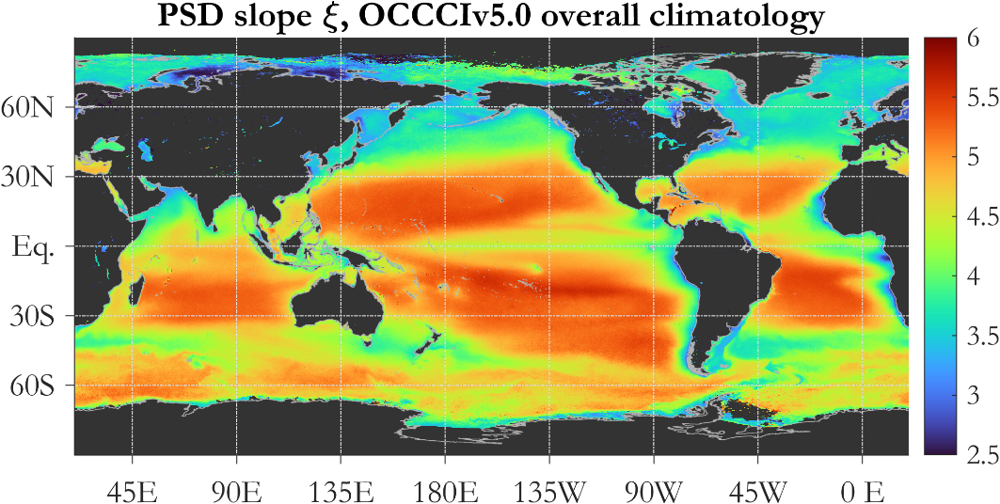 PSD slope ξ, OCCCIv5.0 overall climatology
6
5.5
5
4.5
4
3.5
3
2.5
60N
30N
Eq.
30S
60S
45E 90E 135E 180E 135W 90W 45W 0 E